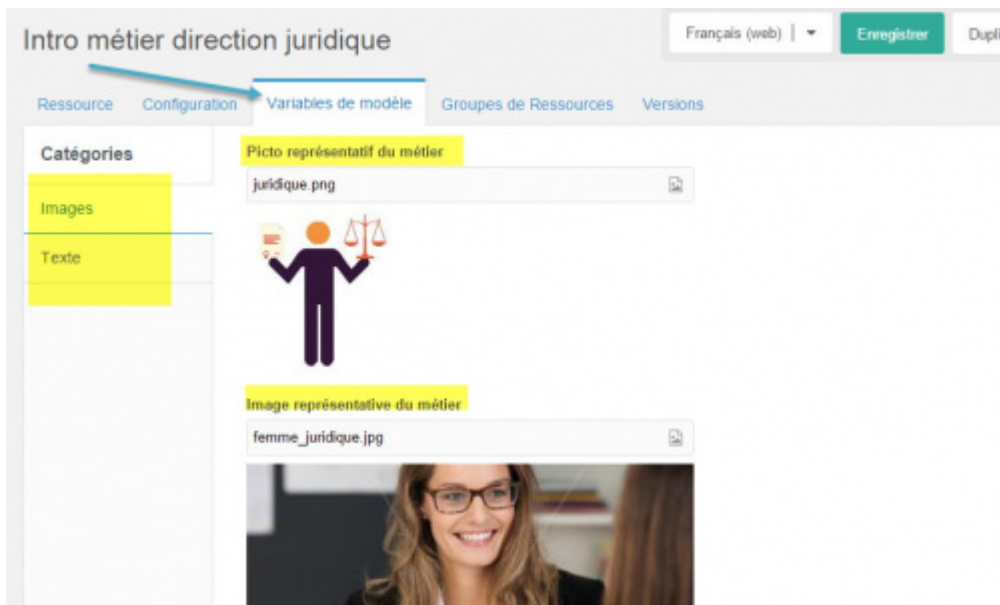 Intro métier direction juridique
Français (web)
Enregistrer
Dupli
Ressource
Configuration
Variables de modèle
Groupes de Ressources
Versions
Catégories
Images
Texte
Picto représentatif du métier
juridique.png
Image représentative du métier
femme_juridique.jpg